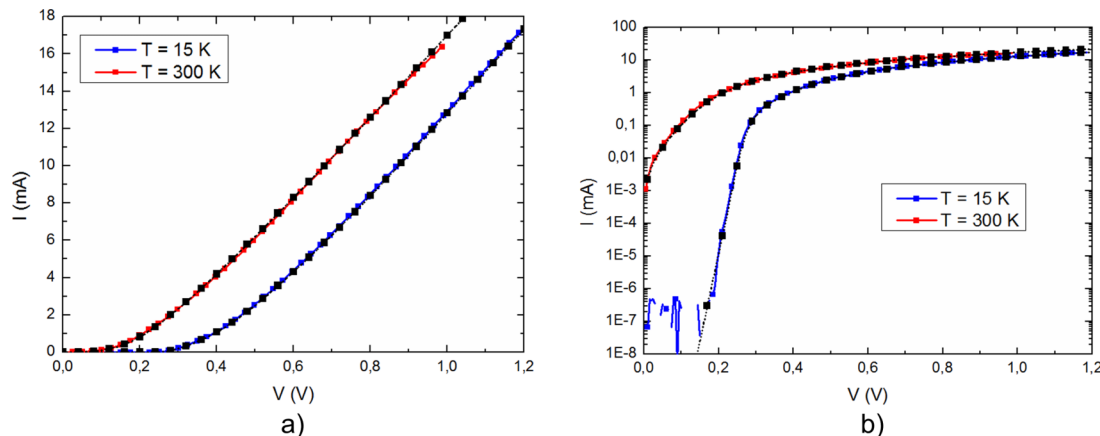 18
16
14
12
10
8
6
4
2
0
I (mA)
T = 15 K
T = 300 K
0,0 0,2 0,4 0,6 0,8 1,0 1,2
V (V)
a)
100
10
1
0,1
0,01
1E-3
1E-4
1E-5
1E-6
1E-7
1E-8
I (mA)
T = 15 K
T = 300 K
0,0 0,2 0,4 0,6 0,8 1,0 1,2
V (V)
b)